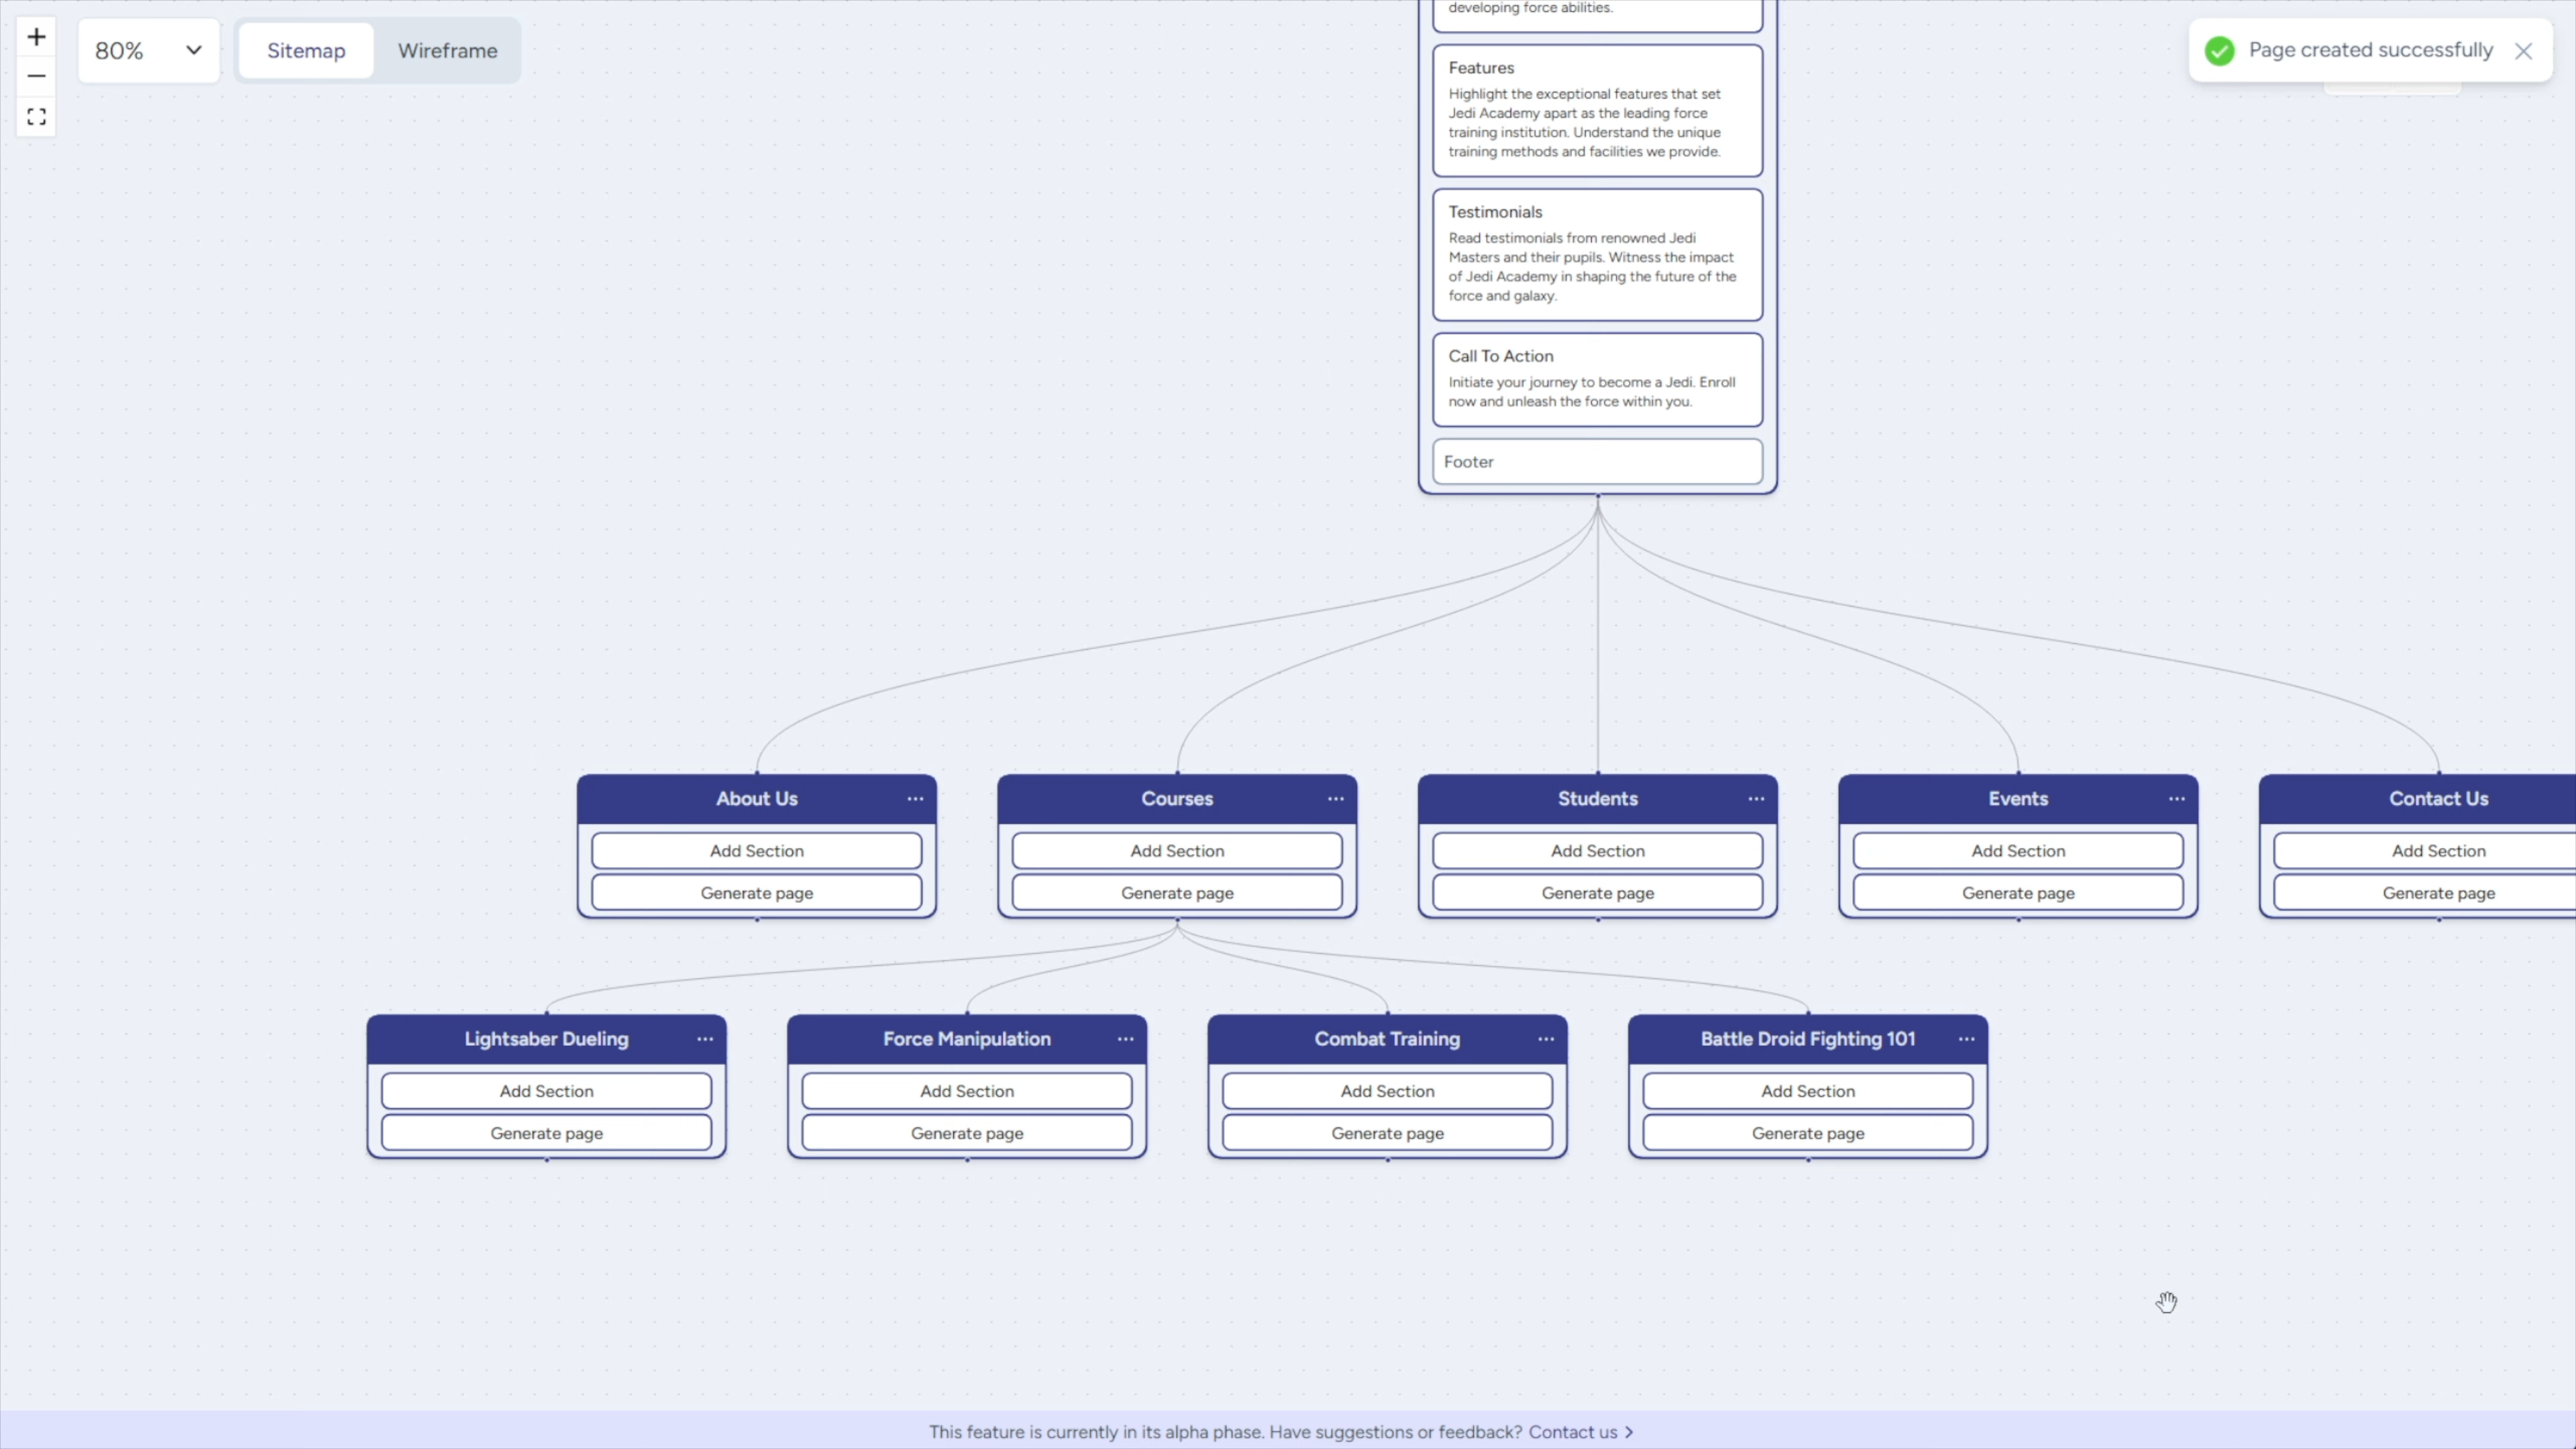 80%
Sitemap
Wireframe
Page created successfully
developing force abilities.
Features
Highlight the exceptional features that set
Jedi Academy apart as the leading force
training institution. Understand the unique
training methods and facilities we provide.
Testimonials
Read testimonials from renowned Jedi
Masters and their pupils. Witness the impact
of Jedi Academy in shaping the future of the
force and galaxy.
Call To Action
Initiate your journey to become a Jedi. Enroll
now and unleash the force within you.
Footer
About Us
Add Section
Generate page
Courses
Add Section
Generate page
Students
Add Section
Generate page
Events
Add Section
Generate page
Contact Us
Add Section
Generate page
Lightsaber Dueling
Add Section
Generate page
Force Manipulation
Add Section
Generate page
Combat Training
Add Section
Generate page
Battle Droid Fighting 101
Add Section
Generate page
This feature is currently in its alpha phase. Have suggestions or feedback? Contact us